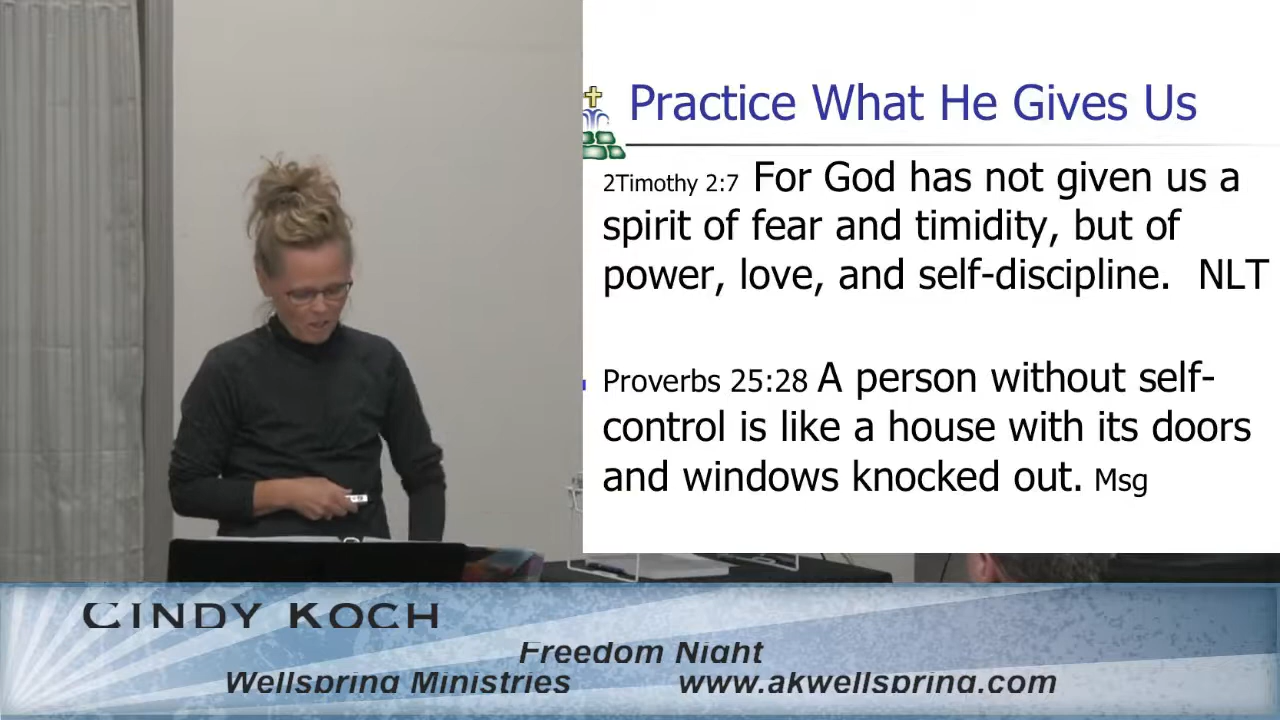 Practice What He Gives Us
2Timothy 2:7 For God has not given us a
spirit of fear and timidity, but of
power, love, and self-discipline. NLT
Proverbs 25:28 A person without self-
control is like a house with its doors
and windows knocked out. Msg
CINDY KOCH
Freedom Night
Wellspring Ministries www.akwellspring.com